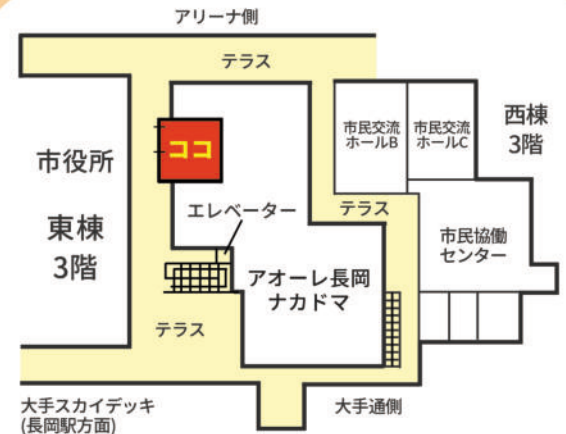 アリーナ側
テラス
市民交流
ホールB
市民交流
ホールC
西棟
3階
ココ
市役所
東棟
3階
エレベーター
テラス
市民協働
センター
アオーレ長岡
ナカドマ
テラス
大手スカイデッキ
(長岡駅方面)
大手通側